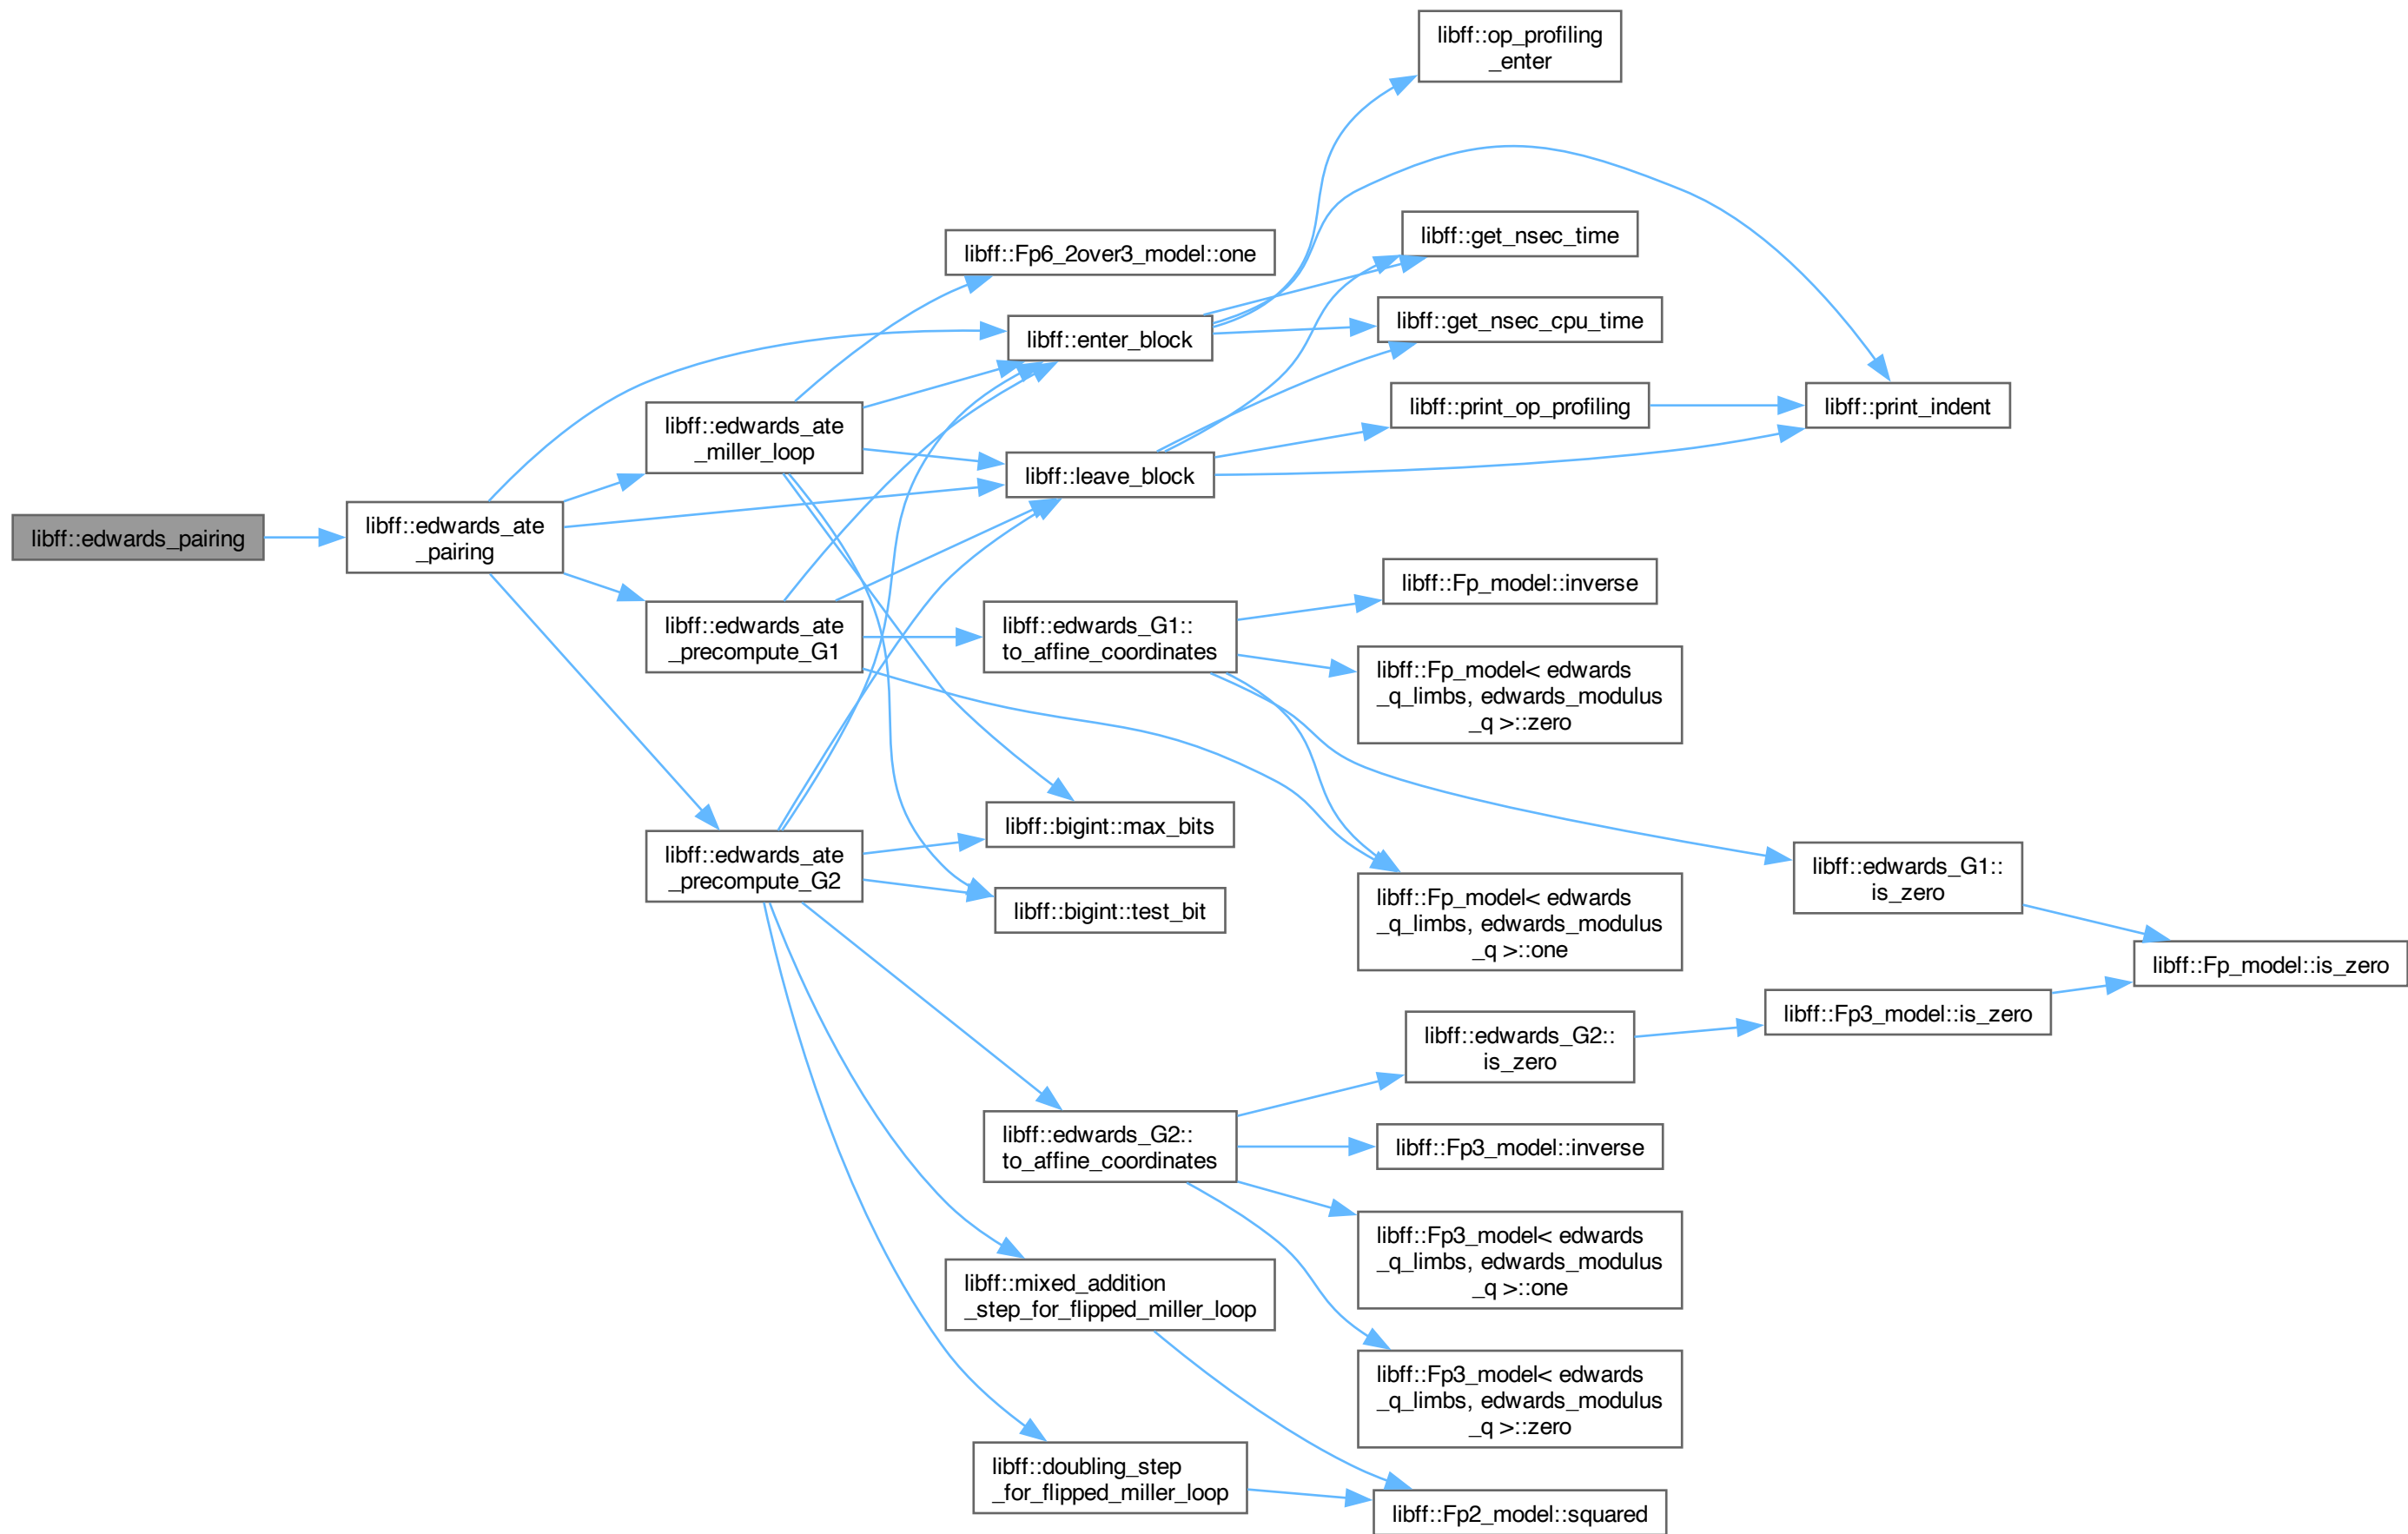 libff::op_profiling
_enter
libff::get_nsec_time
libff::Fp6_2over3_model::one
libff::enter_block
libff::get_nsec_cpu_time
libff::print_op_profiling
libff::print_indent
libff::edwards_ate
_miller_loop
libff::leave_block
libff::edwards_pairing
libff::edwards_ate
_pairing
libff::Fp_model::inverse
libff::edwards_ate
_precompute_G1
libff::edwards_G1::
to_affine_coordinates
libff::Fp_model< edwards
_q_limbs, edwards_modulus
_q >::zero
libff::bigint::max_bits
libff::edwards_ate
_precompute_G2
libff::bigint::test_bit
libff::Fp_model< edwards
_q_limbs, edwards_modulus
_q >::one
libff::edwards_G1::
is_zero
libff::Fp_model::is_zero
libff::Fp3_model::is_zero
libff::edwards_G2::
is_zero
libff::edwards_G2::
to_affine_coordinates
libff::Fp3_model::inverse
libff::Fp3_model< edwards
_q_limbs, edwards_modulus
_q >::one
libff::mixed_addition
_step_for_flipped_miller_loop
libff::Fp3_model< edwards
_q_limbs, edwards_modulus
_q >::zero
libff::doubling_step
_for_flipped_miller_loop
libff::Fp2_model::squared